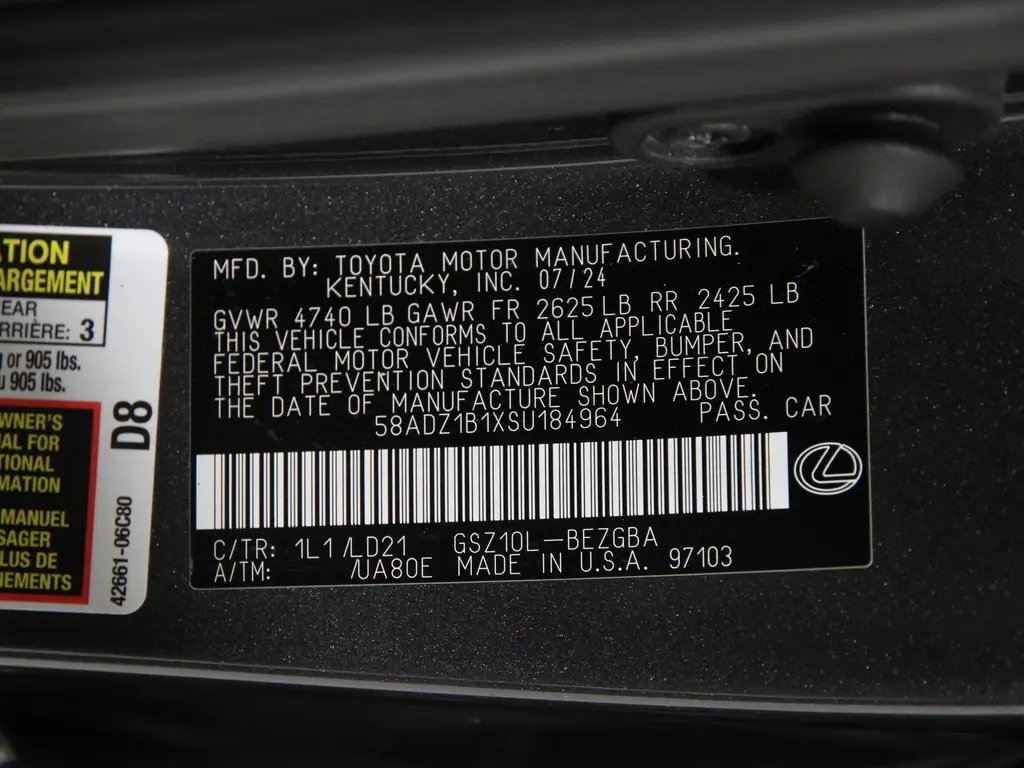 TION
ARGEMENT
EAR
RRIÈRE: 3
g or 905 lbs.
u 905 lbs.
WNER'S
AL FOR
TIONAL
MATION
MANUEL
SAGER
LUS DE
NEMENTS
D8
42661-06C80
MFD. BY: TOYOTA MOTOR MANUFACTURING.
KENTUCKY, INC. 07/24
GVWR 4740 LB GAWR FR 2625 LB RR 2425 LB
THIS VEHICLE CONFORMS TO ALL APPLICABLE
FEDERAL MOTOR VEHICLE SAFETY, BUMPER, AND
THEFT PREVENTION STANDARDS IN EFFECT ON
THE DATE OF MANUFACTURE SHOWN ABOVE.
58ADZ1B1XSU184964 PASS. CAR
C/TR: 1L1 /LD21 GSZ10L-BEZGBA
A/TM: /UA80E MADE IN U.S.A. 97103